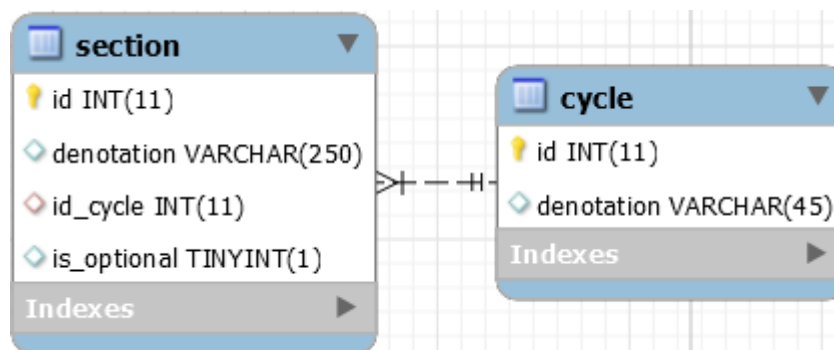 section
id INT(11)
denotation VARCHAR(250)
id_cycle INT(11)
is_optional TINYINT(1)
Indexes
cycle
id INT(11)
denotation VARCHAR(45)
Indexes